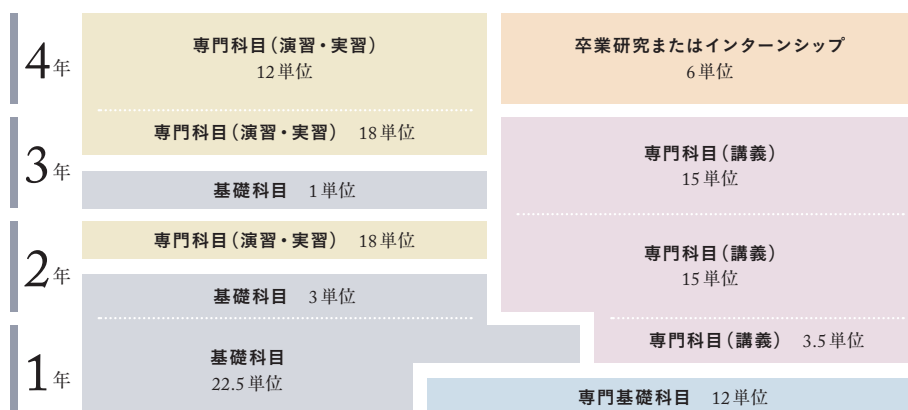 4年
専門科目（演習・実習）
12単位
卒業研究またはインターンシップ
6単位
専門科目（演習・実習） 18単位
3年
基礎科目 1単位
専門科目（講義）
15単位
2年
専門科目（演習・実習） 18単位
基礎科目 3単位
専門科目（講義）
15単位
1年
基礎科目
22.5単位
専門科目（講義） 3.5単位
専門基礎科目 12単位